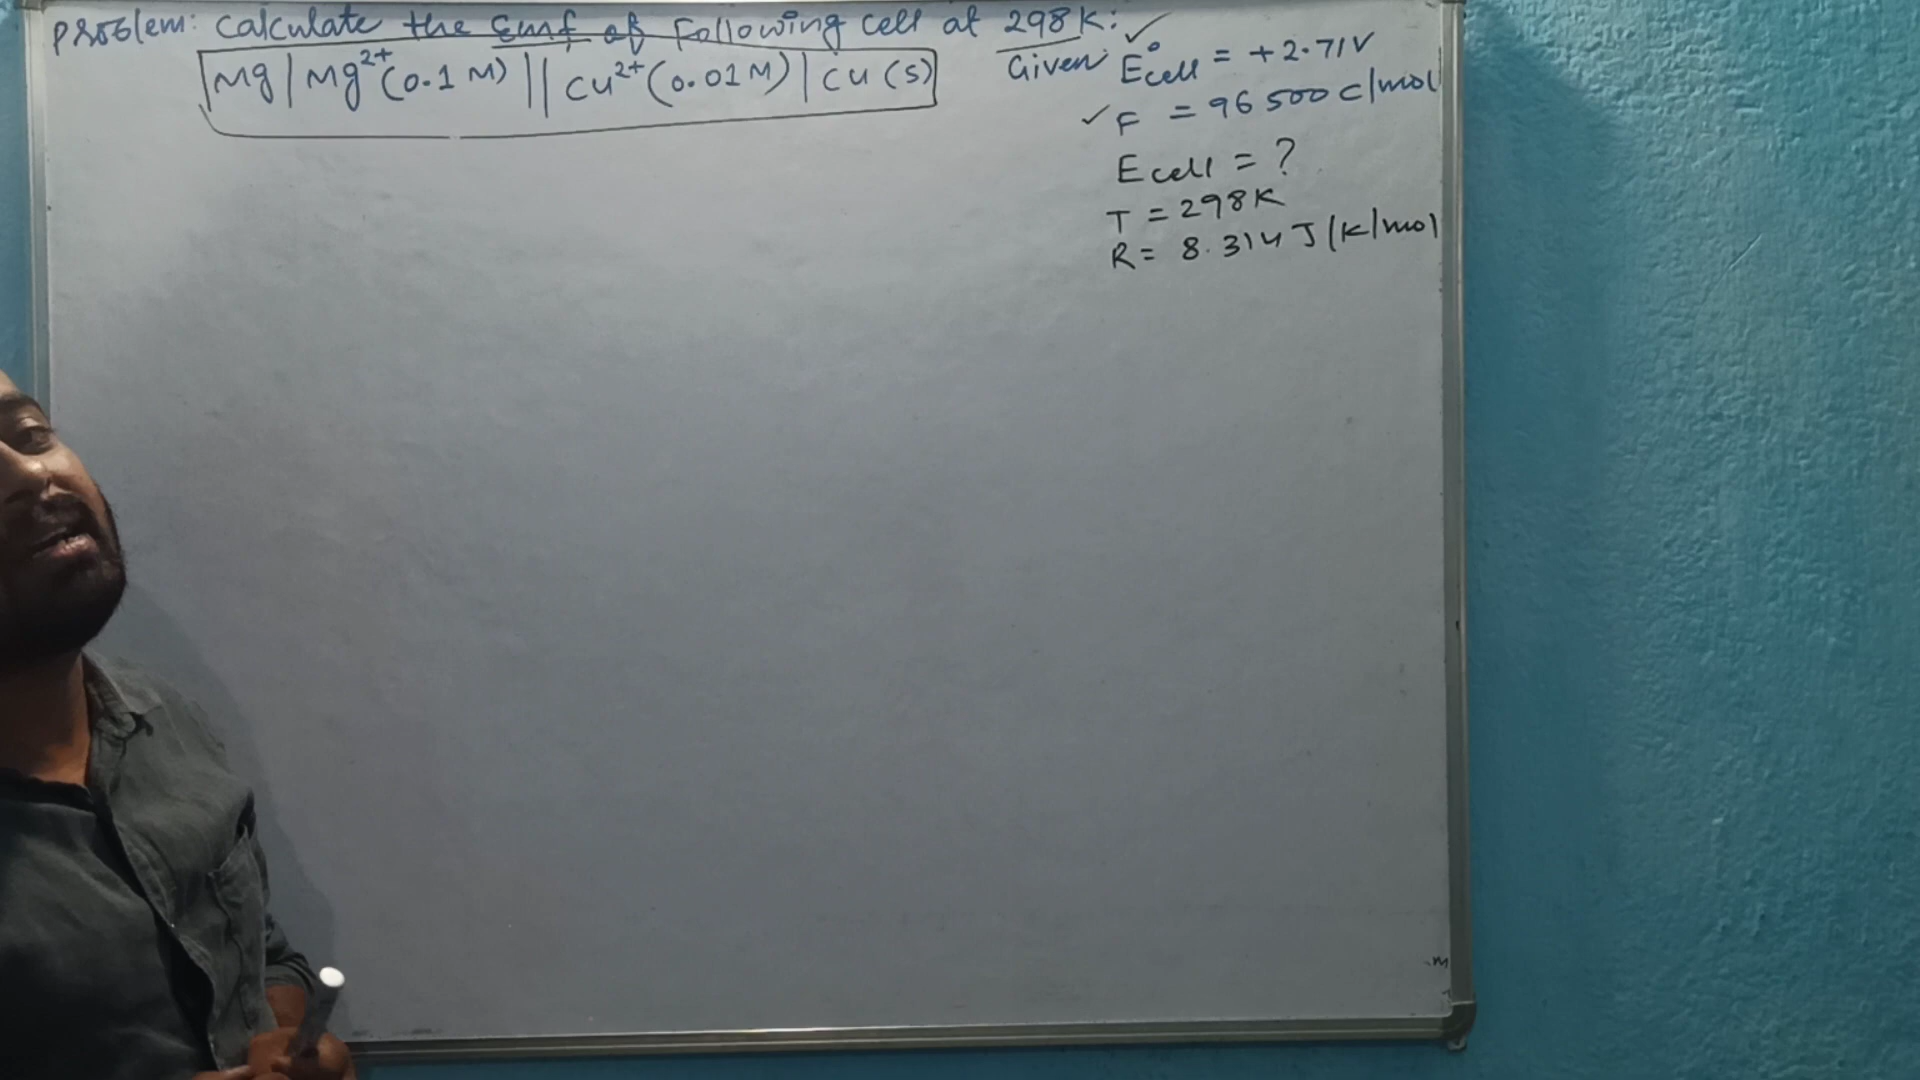 Problem: Calculate the Emf of Following cell at 298K:
Mg | Mg²⁺(0.1 M) || Cu²⁺(0.01M) | Cu (s)
Given: E°cell = +2.71V
✓ F = 96500 C/mol
Ecell = ?
T = 298K
R = 8.314 J/K/mol